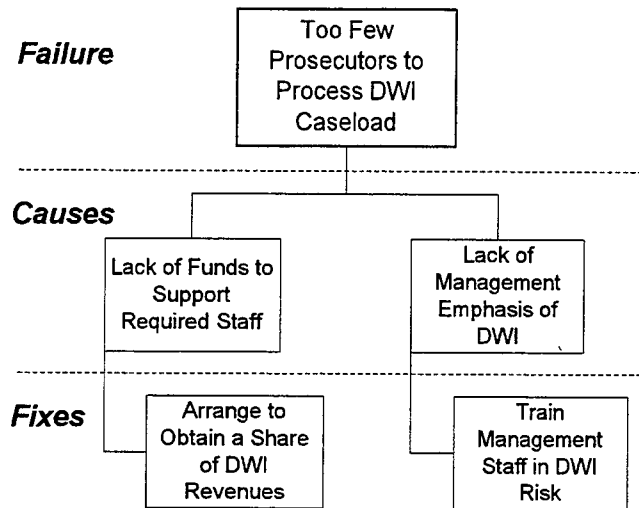 Failure
Too Few
Prosecutors to
Process DWI
Caseload
Causes
Lack of Funds to
Support
Required Staff
Lack of
Management
Emphasis of
DWI
Fixes
Arrange to
Obtain a Share
of DWI
Revenues
Train
Management
Staff in DWI
Risk